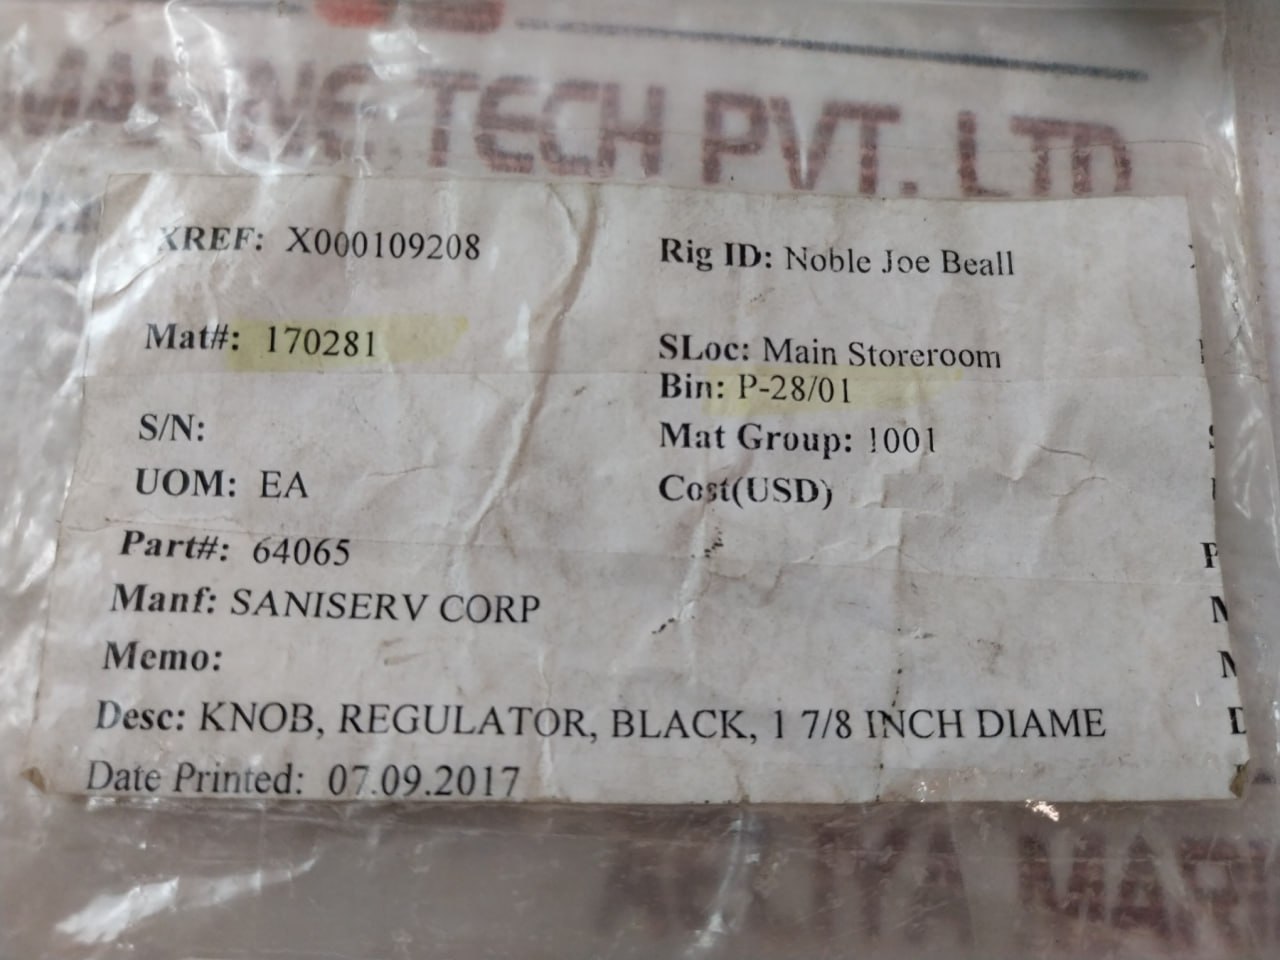 MARINE TECH PVT. LTD
XREF: X000109208
Rig ID: Noble Joe Beall
Mat#: 170281
SLoc: Main Storeroom
Bin: P-28/01
S/N:
Mat Group: 1001
UOM: EA
Cost(USD)
Part#: 64065
Manf: SANISERV CORP
Memo:
Desc: KNOB, REGULATOR, BLACK, 1 7/8 INCH DIAME
Date Printed: 07.09.2017